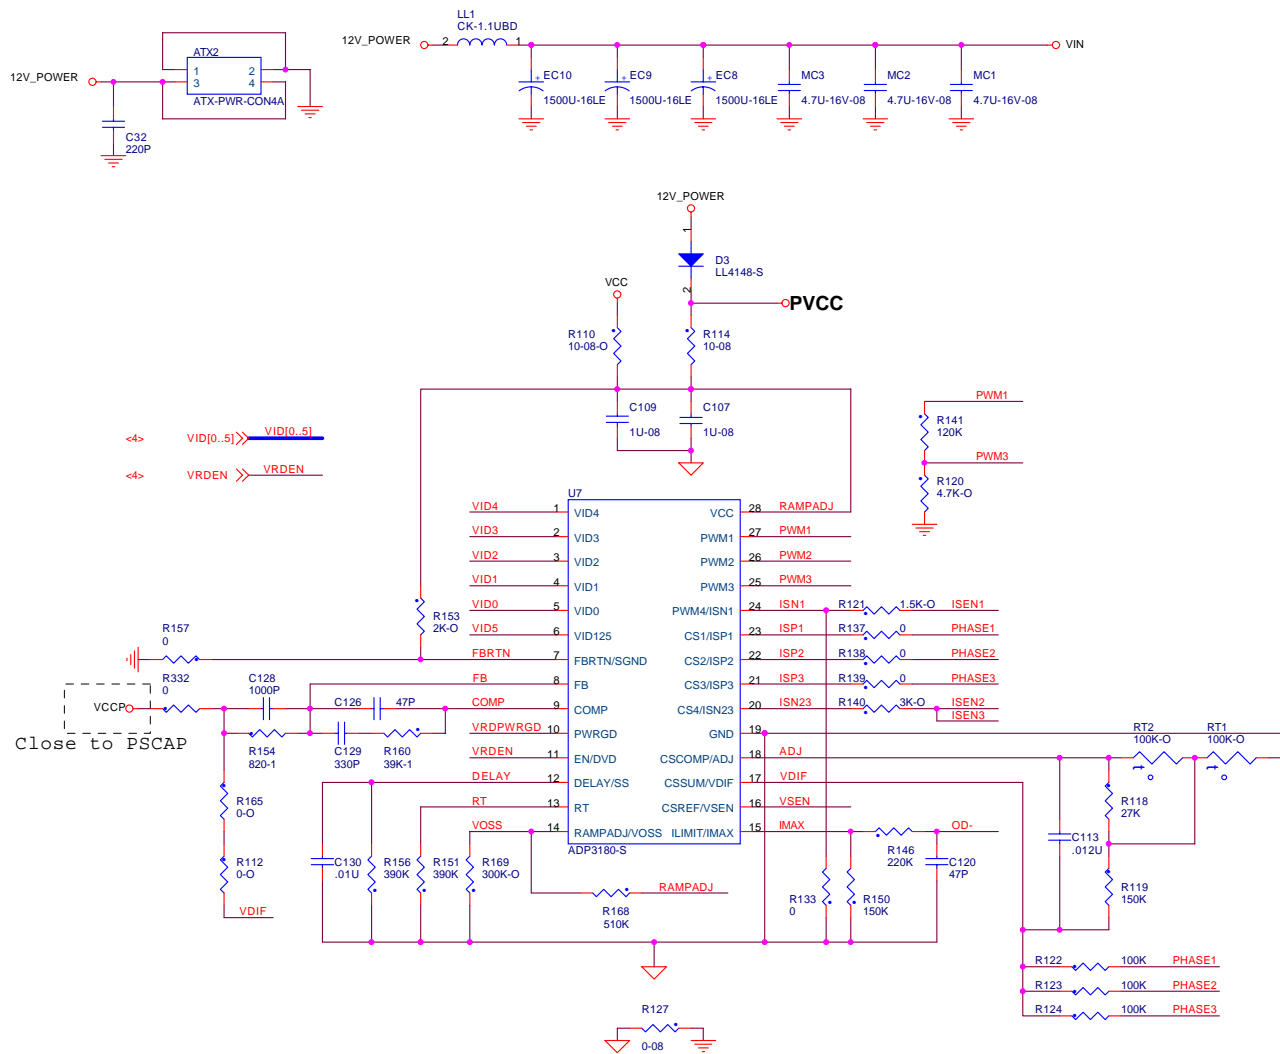 LL1
CK-1.1UBD
12V_POWER
2
1
VIN
ATX2
1 2
3 4
ATX-PWR-CON4A
12V_POWER
C32
220P
+ EC10
1500U-16LE
+ EC9
1500U-16LE
+ EC8
1500U-16LE
MC3
4.7U-16V-08
MC2
4.7U-16V-08
MC1
4.7U-16V-08
12V_POWER
1
D3
LL4148-S
2
PVCC
VCC
R110
10-08-O
R114
10-08
C109
1U-08
C107
1U-08
PWM1
R141
120K
PWM3
R120
4.7K-O
<4> VID[0..5] VID[0..5]
<4> VRDEN VRDEN
U7
VID4 1 VID4
VID3 2 VID3
VID2 3 VID2
VID1 4 VID1
VID0 5 VID0
VID5 6 VID125
FBRTN 7 FBRTN/SGND
FB 8 FB
COMP 9 COMP
VRDPWRGD 10 PWRGD
VRDEN 11 EN/DVD
DELAY 12 DELAY/SS
RT 13 RT
VOSS 14 RAMPADJ/VOSS
VCC 28 RAMPADJ
PWM1 27 PWM1
PWM2 26 PWM2
PWM3 25 PWM3
PWM4/ISN1 24 ISN1
CS1/ISP1 23 ISP1
CS2/ISP2 22 ISP2
CS3/ISP3 21 ISP3
CS4/ISN23 20 ISN23
GND 19
CSCOMP/ADJ 18 ADJ
CSSUM/VDIF 17 VDIF
CSREF/VSEN 16 VSEN
ILIMIT/IMAX 15 IMAX
ADP3180-S
R121 1.5K-O ISEN1
R137 0 PHASE1
R138 0 PHASE2
R139 0 PHASE3
R140 3K-O ISEN2
ISEN3
R153
2K-O
R157
0
R332
0
VCCP
Close to PSCAP
C128
1000P
C126 47P
R154
820-1
C129
330P
R160
39K-1
R165
0-O
R112
0-O
VDIF
C130
.01U
R156
390K
R151
390K
R169
300K-O
R168
510K
RAMPADJ
R133
0
R150
150K
R146
220K
OD-
C120
47P
RT2
100K-O
t
RT1
100K-O
t
R118
27K
C113
.012U
R119
150K
R122 100K PHASE1
R123 100K PHASE2
R124 100K PHASE3
R127
0-08